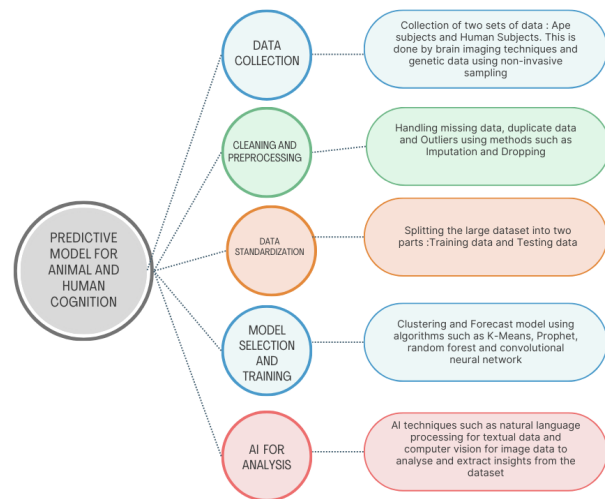 PREDICTIVE
MODEL FOR
ANIMAL AND
HUMAN
COGNITION
DATA
COLLECTION
Collection of two sets of data : Ape
subjects and Human Subjects. This is
done by brain imaging techniques and
genetic data using non-invasive
sampling
CLEANING AND
PREPROCESSING
Handling missing data, duplicate data
and Outliers using methods such as
Imputation and Dropping
DATA
STANDARDIZATION
Splitting the large dataset into two
parts :Training data and Testing data
MODEL
SELECTION
AND
TRAINING
Clustering and Forecast model using
algorithms such as K-Means, Prophet,
random forest and convolutional
neural network
AI FOR
ANALYSIS
AI techniques such as natural language
processing for textual data and
computer vision for image data to
analyse and extract insights from the
dataset